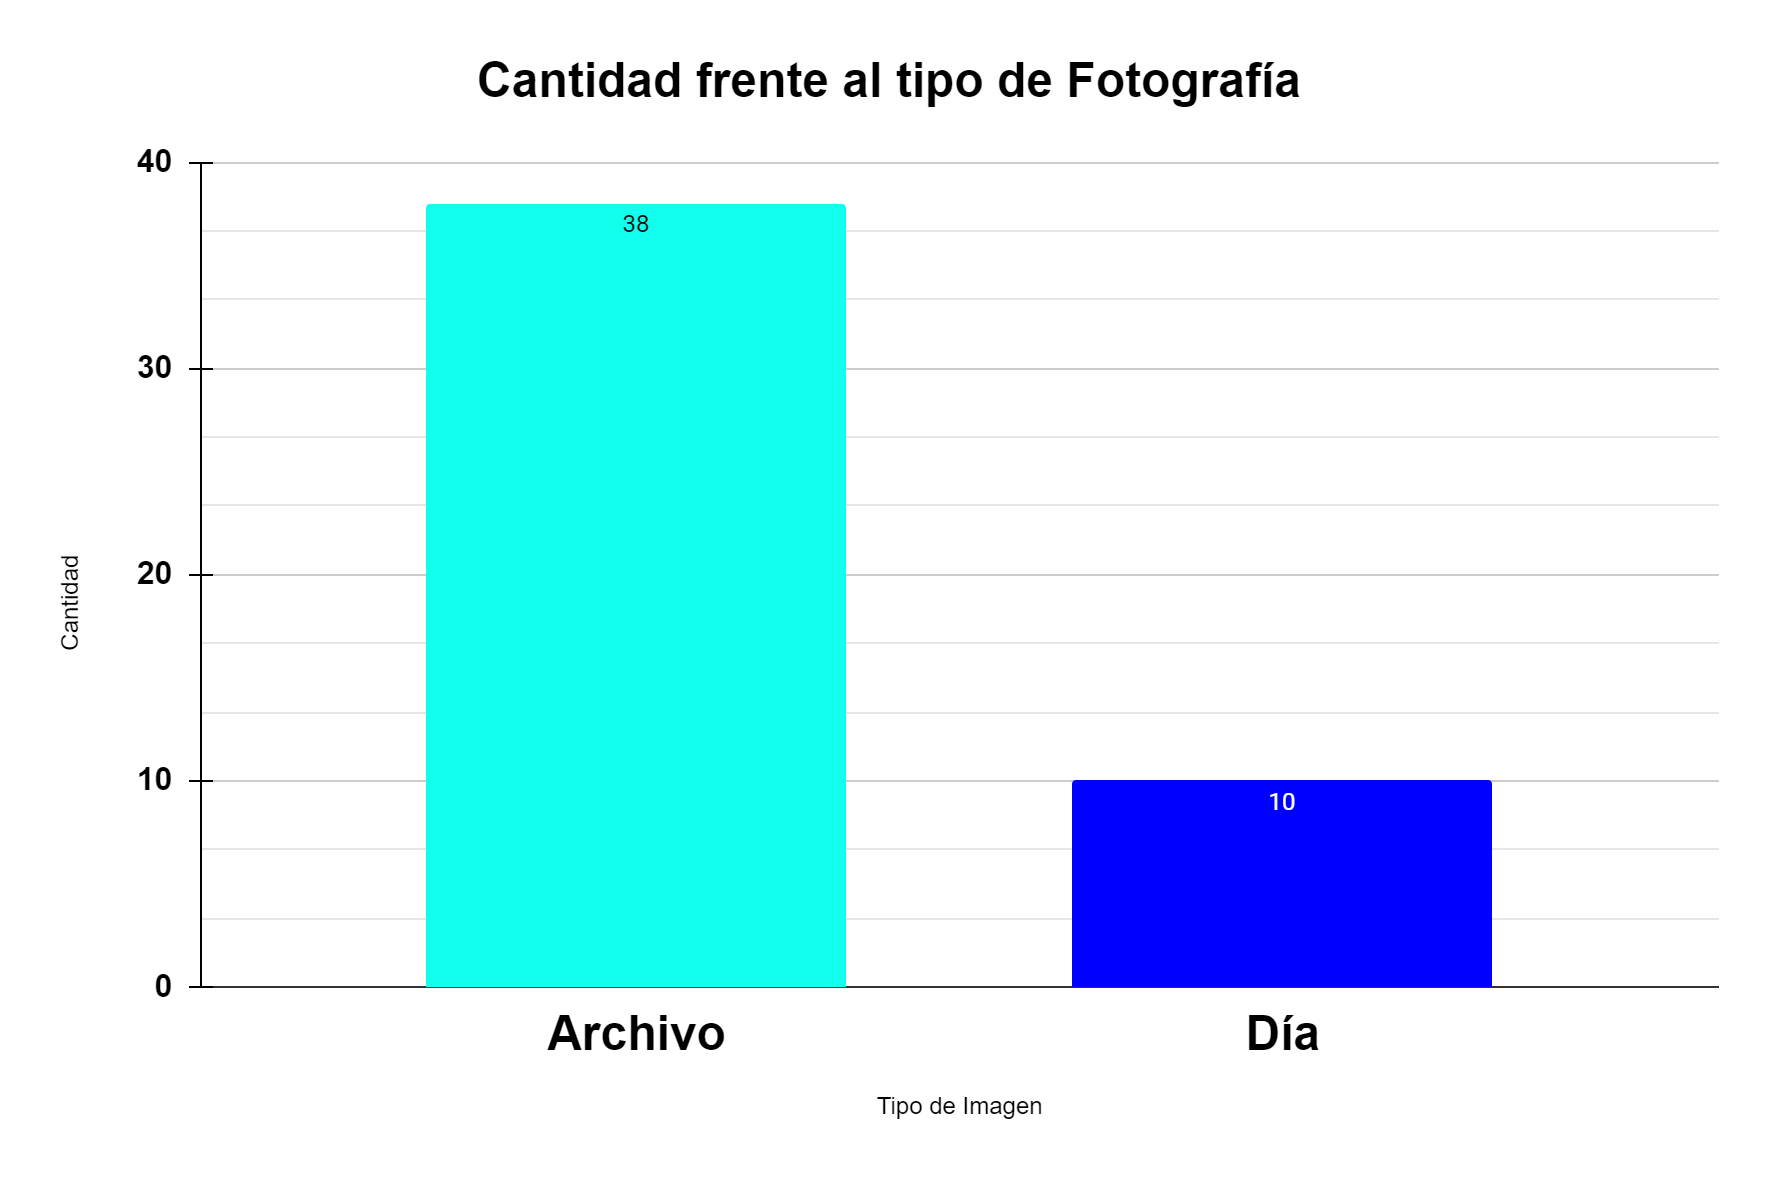 Cantidad frente al tipo de Fotografía
40
38
30
20
Cantidad
10
10
0
Archivo
Día
Tipo de Imagen